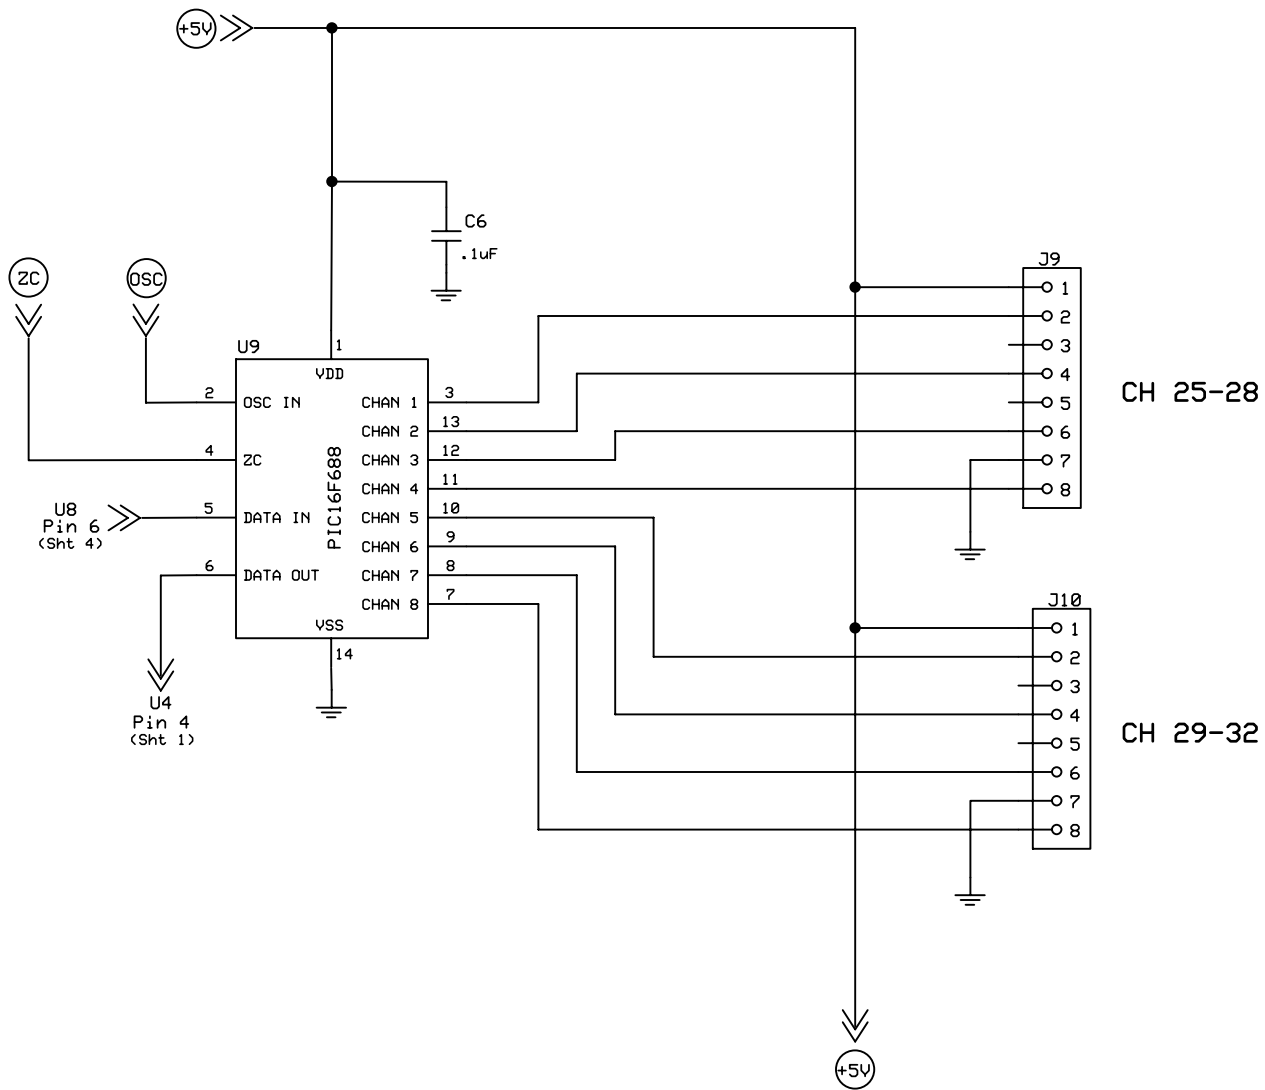 +5V
C6
.1uF
ZC
OSC
J9
1
2
3
4
5
6
7
8
CH 25-28
U9
1
VDD
2
OSC IN
4
ZC
5
DATA IN
6
DATA OUT
PIC16F688
CHAN 1
3
CHAN 2
13
CHAN 3
12
CHAN 4
11
CHAN 5
10
CHAN 6
9
CHAN 7
8
CHAN 8
7
VSS
14
U8
Pin 6
(Sht 4)
U4
Pin 4
(Sht 1)
J10
1
2
3
4
5
6
7
8
CH 29-32
+5V